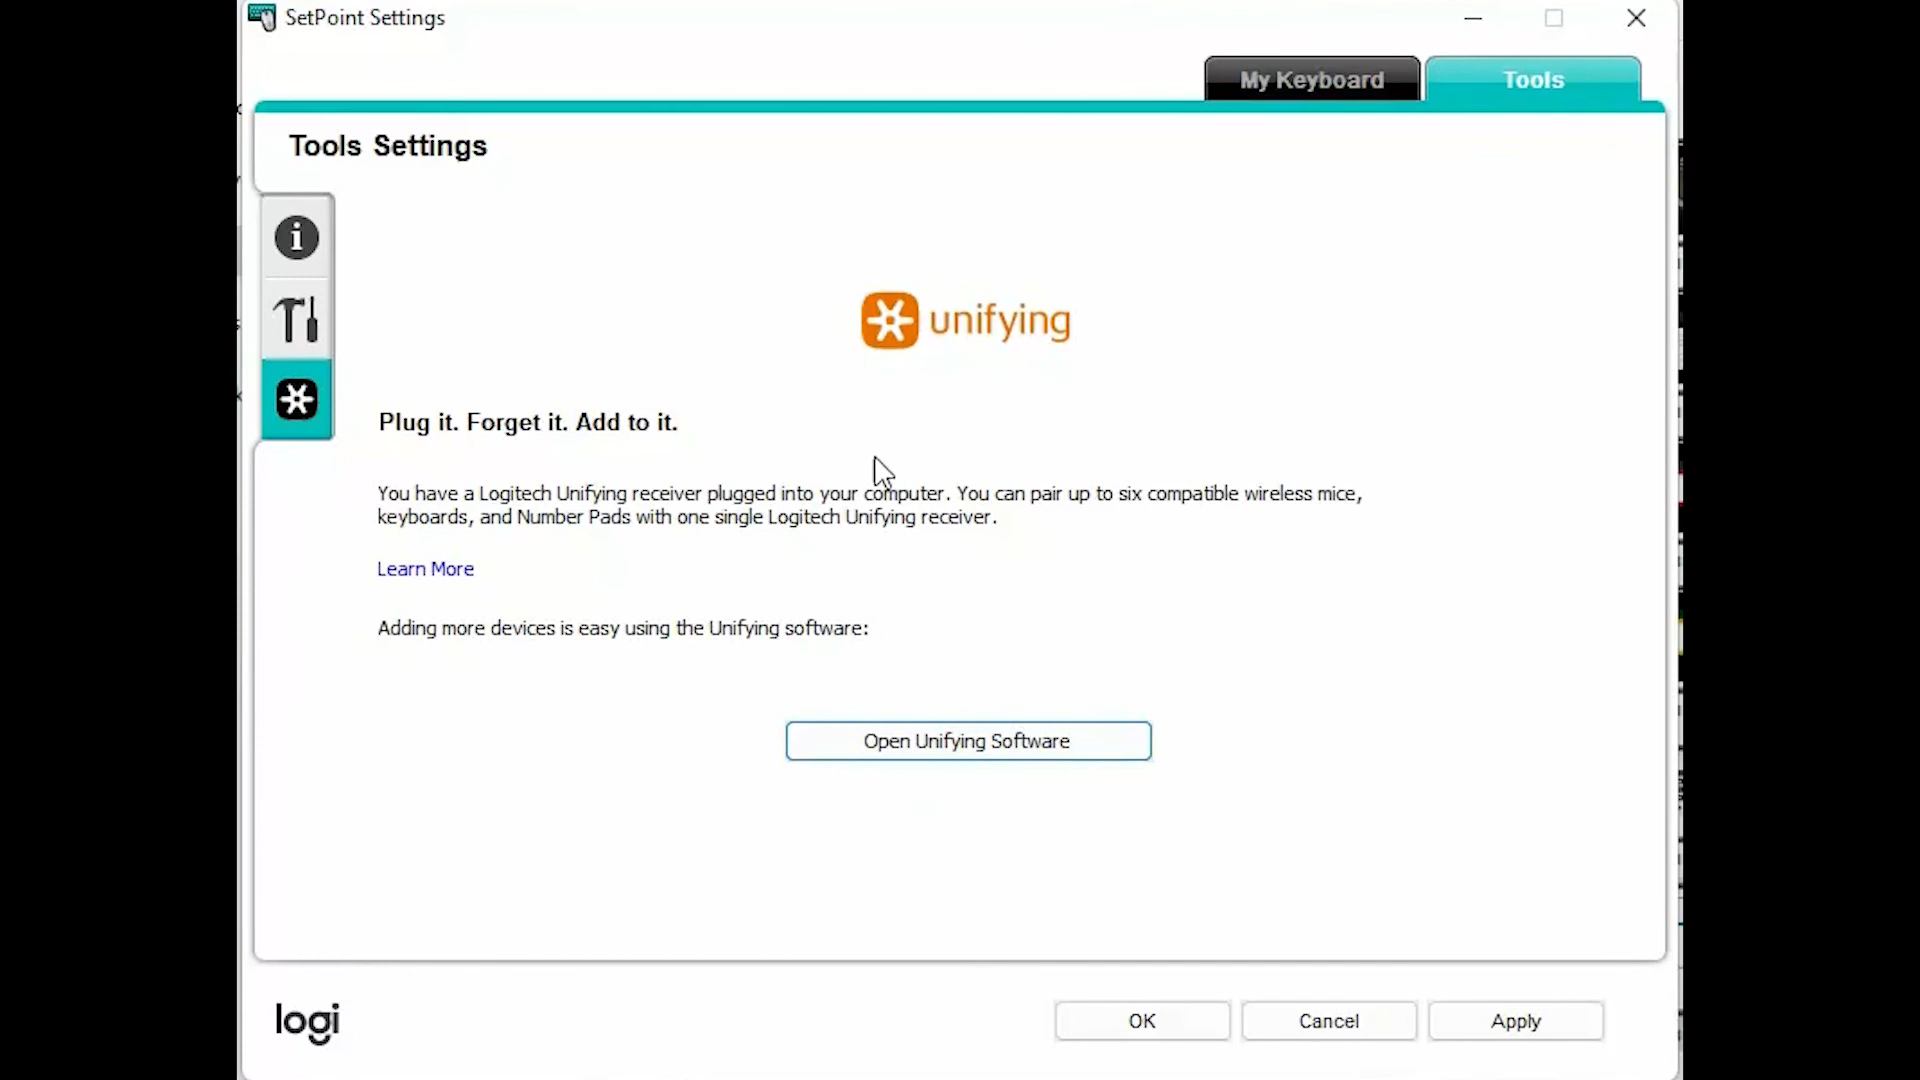 SetPoint Settings
My Keyboard
Tools
Tools Settings
unifying
Plug it. Forget it. Add to it.
You have a Logitech Unifying receiver plugged into your computer. You can pair up to six compatible wireless mice,
keyboards, and Number Pads with one single Logitech Unifying receiver.
Learn More
Adding more devices is easy using the Unifying software:
Open Unifying Software
logi
OK
Cancel
Apply